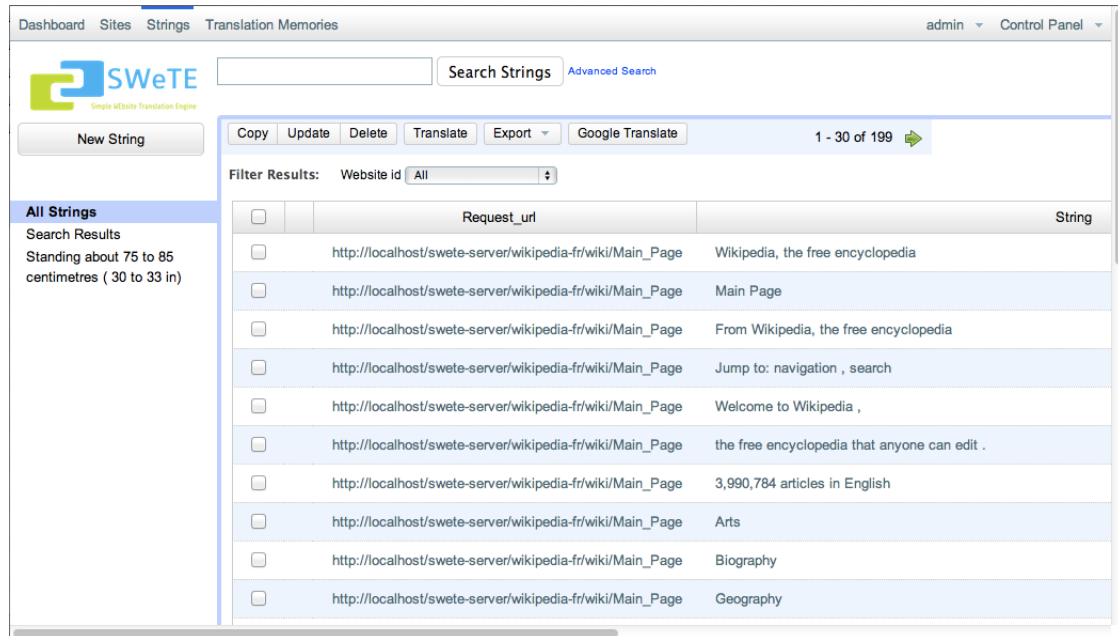 Dashboard Sites Strings Translation Memories admin Control Panel
SWeTE
Simple WEbsite Translation Engine
Search Strings Advanced Search
New String
Copy Update Delete Translate Export Google Translate 1 - 30 of 199
Filter Results: Website id All
All Strings
Search Results
Standing about 75 to 85
centimetres ( 30 to 33 in)
Request_url String
http://localhost/swete-server/wikipedia-fr/wiki/Main_Page Wikipedia, the free encyclopedia
http://localhost/swete-server/wikipedia-fr/wiki/Main_Page Main Page
http://localhost/swete-server/wikipedia-fr/wiki/Main_Page From Wikipedia, the free encyclopedia
http://localhost/swete-server/wikipedia-fr/wiki/Main_Page Jump to: navigation , search
http://localhost/swete-server/wikipedia-fr/wiki/Main_Page Welcome to Wikipedia ,
http://localhost/swete-server/wikipedia-fr/wiki/Main_Page the free encyclopedia that anyone can edit .
http://localhost/swete-server/wikipedia-fr/wiki/Main_Page 3,990,784 articles in English
http://localhost/swete-server/wikipedia-fr/wiki/Main_Page Arts
http://localhost/swete-server/wikipedia-fr/wiki/Main_Page Biography
http://localhost/swete-server/wikipedia-fr/wiki/Main_Page Geography